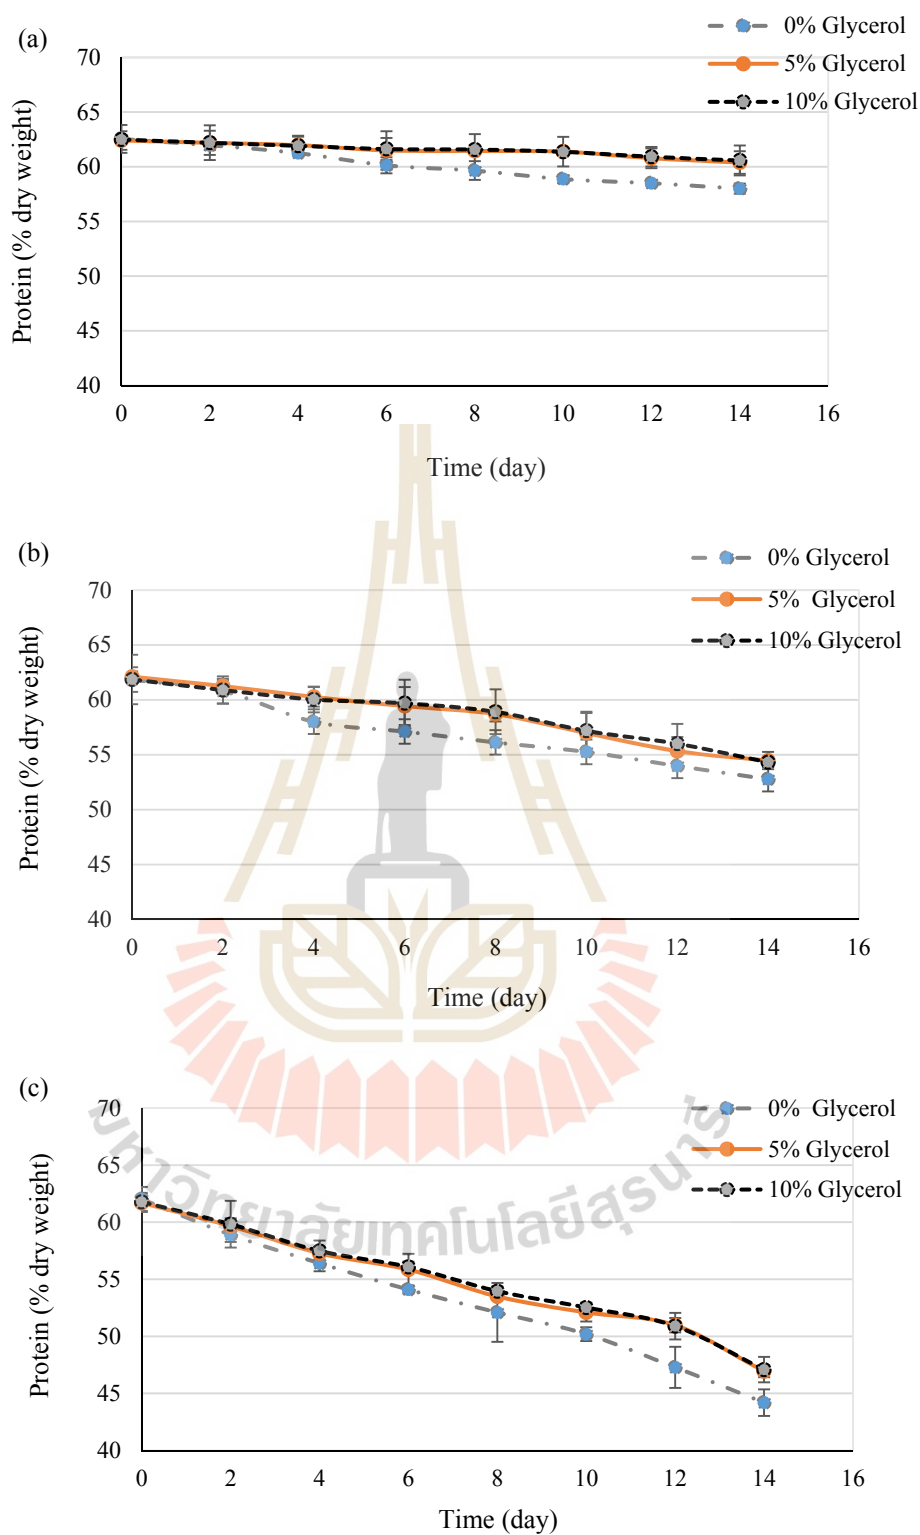 (a)
0% Glycerol
5% Glycerol
10% Glycerol
Protein (% dry weight)
70
65
60
55
50
45
40
0 2 4 6 8 10 12 14 16
Time (day)
(b)
0% Glycerol
5% Glycerol
10% Glycerol
Protein (% dry weight)
70
65
60
55
50
45
40
0 2 4 6 8 10 12 14 16
Time (day)
(c)
0% Glycerol
5% Glycerol
10% Glycerol
Protein (% dry weight)
70
65
60
55
50
45
40
0 2 4 6 8 10 12 14 16
Time (day)
มหาวิทยาลัยเทคโนโลยีสุรนารี